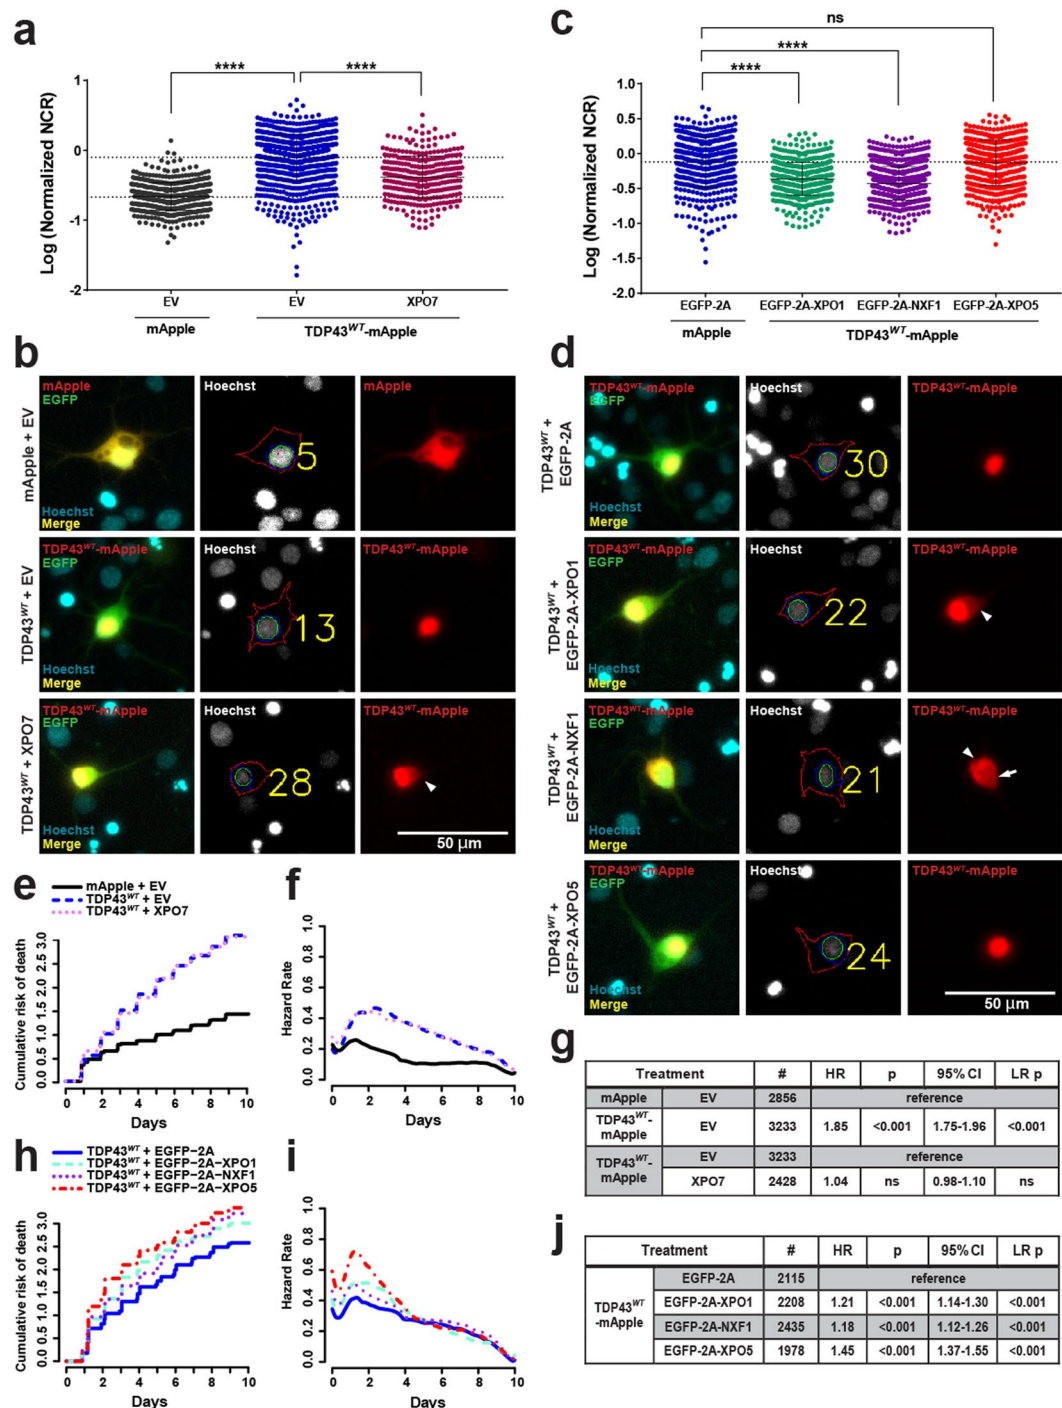 a
****
****
Log (Normalized NCR)
1
0
-1
-2
EV
EV
XPO7
mApple
TDP43WT-mApple
c
ns
****
****
Log (Normalized NCR)
1.0
0.5
0.0
-0.5
-1.0
-1.5
-2.0
EGFP-2A
EGFP-2A-XPO1
EGFP-2A-NXF1
EGFP-2A-XPO5
mApple
TDP43WT-mApple
b
mApple + EV
mApple
EGFP
Hoechst
Merge
Hoechst
5
mApple
TDP43WT + EV
TDP43WT-mApple
EGFP
Hoechst
Merge
Hoechst
13
TDP43WT-mApple
TDP43WT + XPO7
TDP43WT-mApple
EGFP
Hoechst
Merge
Hoechst
28
TDP43WT-mApple
50 µm
d
TDP43WT +
EGFP-2A
TDP43WT-mApple
EGFP
Hoechst
Merge
Hoechst
30
TDP43WT-mApple
TDP43WT +
EGFP-2A-XPO1
TDP43WT-mApple
EGFP
Hoechst
Merge
Hoechst
22
TDP43WT-mApple
TDP43WT +
EGFP-2A-NXF1
TDP43WT-mApple
EGFP
Hoechst
Merge
Hoechst
21
TDP43WT-mApple
TDP43WT +
EGFP-2A-XPO5
TDP43WT-mApple
EGFP
Hoechst
Merge
Hoechst
24
TDP43WT-mApple
50 µm
e
mApple + EV
TDP43WT + EV
TDP43WT + XPO7
Cumulative risk of death
0.0 0.5 1.0 1.5 2.0 2.5 3.0
0 2 4 6 8 10
Days
f
Hazard Rate
0.0 0.2 0.4 0.6 0.8 1.0
0 2 4 6 8 10
Days
g
Treatment # HR p 95% CI LR p
mApple EV 2856 reference
TDP43WT-mApple EV 3233 1.85 <0.001 1.75-1.96 <0.001
TDP43WT-mApple EV 3233 reference
XPO7 2428 1.04 ns 0.98-1.10 ns
h
TDP43WT + EGFP-2A
TDP43WT + EGFP-2A-XPO1
TDP43WT + EGFP-2A-NXF1
TDP43WT + EGFP-2A-XPO5
Cumulative risk of death
0.0 0.5 1.0 1.5 2.0 2.5 3.0
0 2 4 6 8 10
Days
i
Hazard Rate
0.0 0.2 0.4 0.6 0.8 1.0
0 2 4 6 8 10
Days
j
Treatment # HR p 95% CI LR p
TDP43WT
-mApple
EGFP-2A 2115 reference
EGFP-2A-XPO1 2208 1.21 <0.001 1.14-1.30 <0.001
EGFP-2A-NXF1 2435 1.18 <0.001 1.12-1.26 <0.001
EGFP-2A-XPO5 1978 1.45 <0.001 1.37-1.55 <0.001